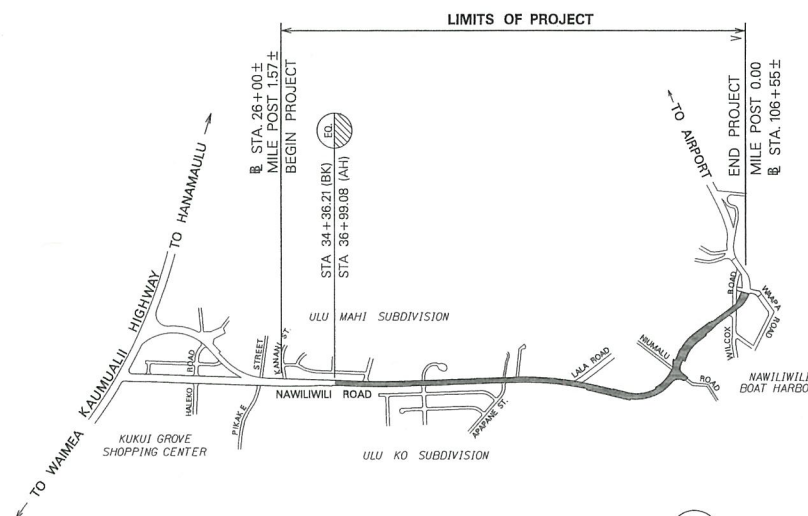 LIMITS OF PROJECT
℄ STA. 26+00±
MILE POST 1.57±
BEGIN PROJECT
EQ.
STA 34+36.21 (BK)
STA 36+99.08 (AH)
END PROJECT
MILE POST 0.00
℄ STA. 106+55±
TO AIRPORT
TO HANAMAULU
KAUMUALII HIGHWAY
TO WAIMEA
ULU MAHI SUBDIVISION
HALEKO ROAD
PIKAKE STREET
KANANI ST.
NAWILIWILI ROAD
APAPANE ST.
LALA ROAD
NIUMALU ROAD
WILCOX ROAD
WAAPA ROAD
NAWILIWILI
BOAT HARBO
KUKUI GROVE
SHOPPING CENTER
ULU KO SUBDIVISION